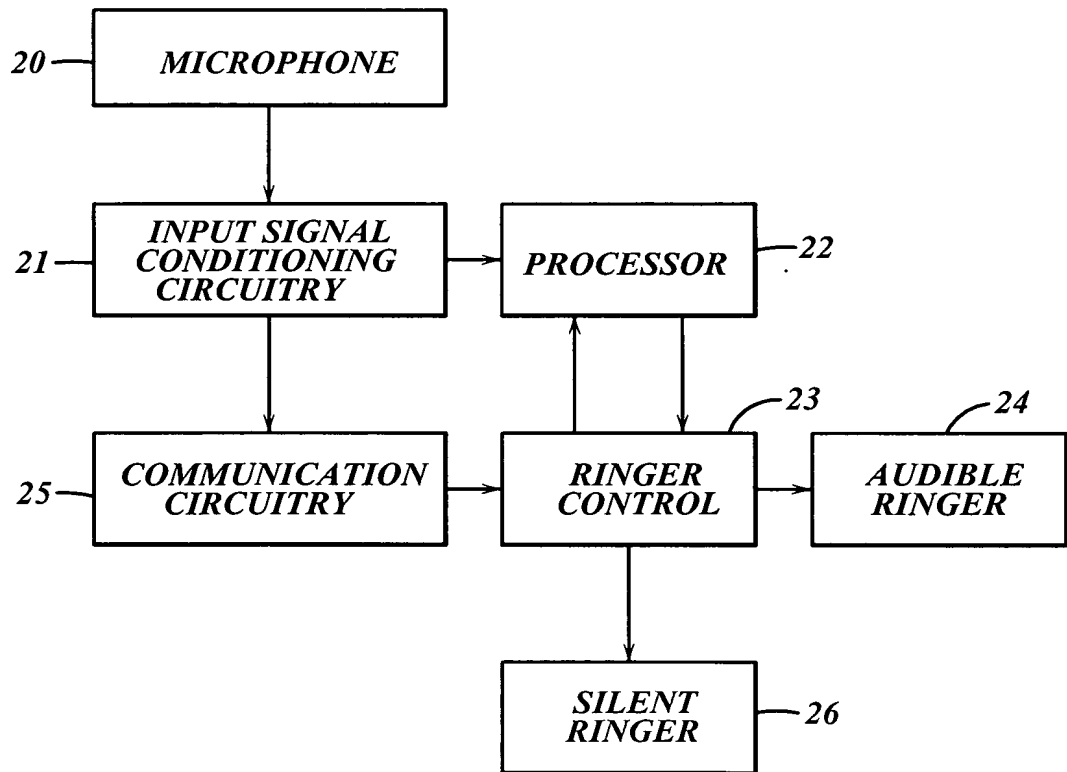 20
MICROPHONE
21
INPUT SIGNAL
CONDITIONING
CIRCUITRY
PROCESSOR
22
25
COMMUNICATION
CIRCUITRY
RINGER
CONTROL
23
AUDIBLE
RINGER
24
SILENT
RINGER
26